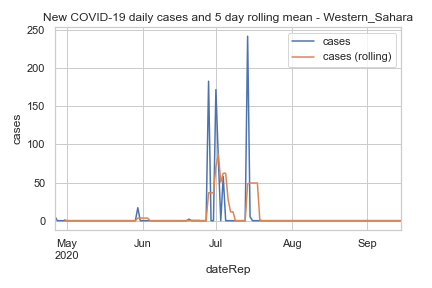 New COVID-19 daily cases and 5 day rolling mean - Western_Sahara
250
200
150
100
50
0
cases
cases
cases (rolling)
May
2020
Jun
Jul
Aug
Sep
dateRep